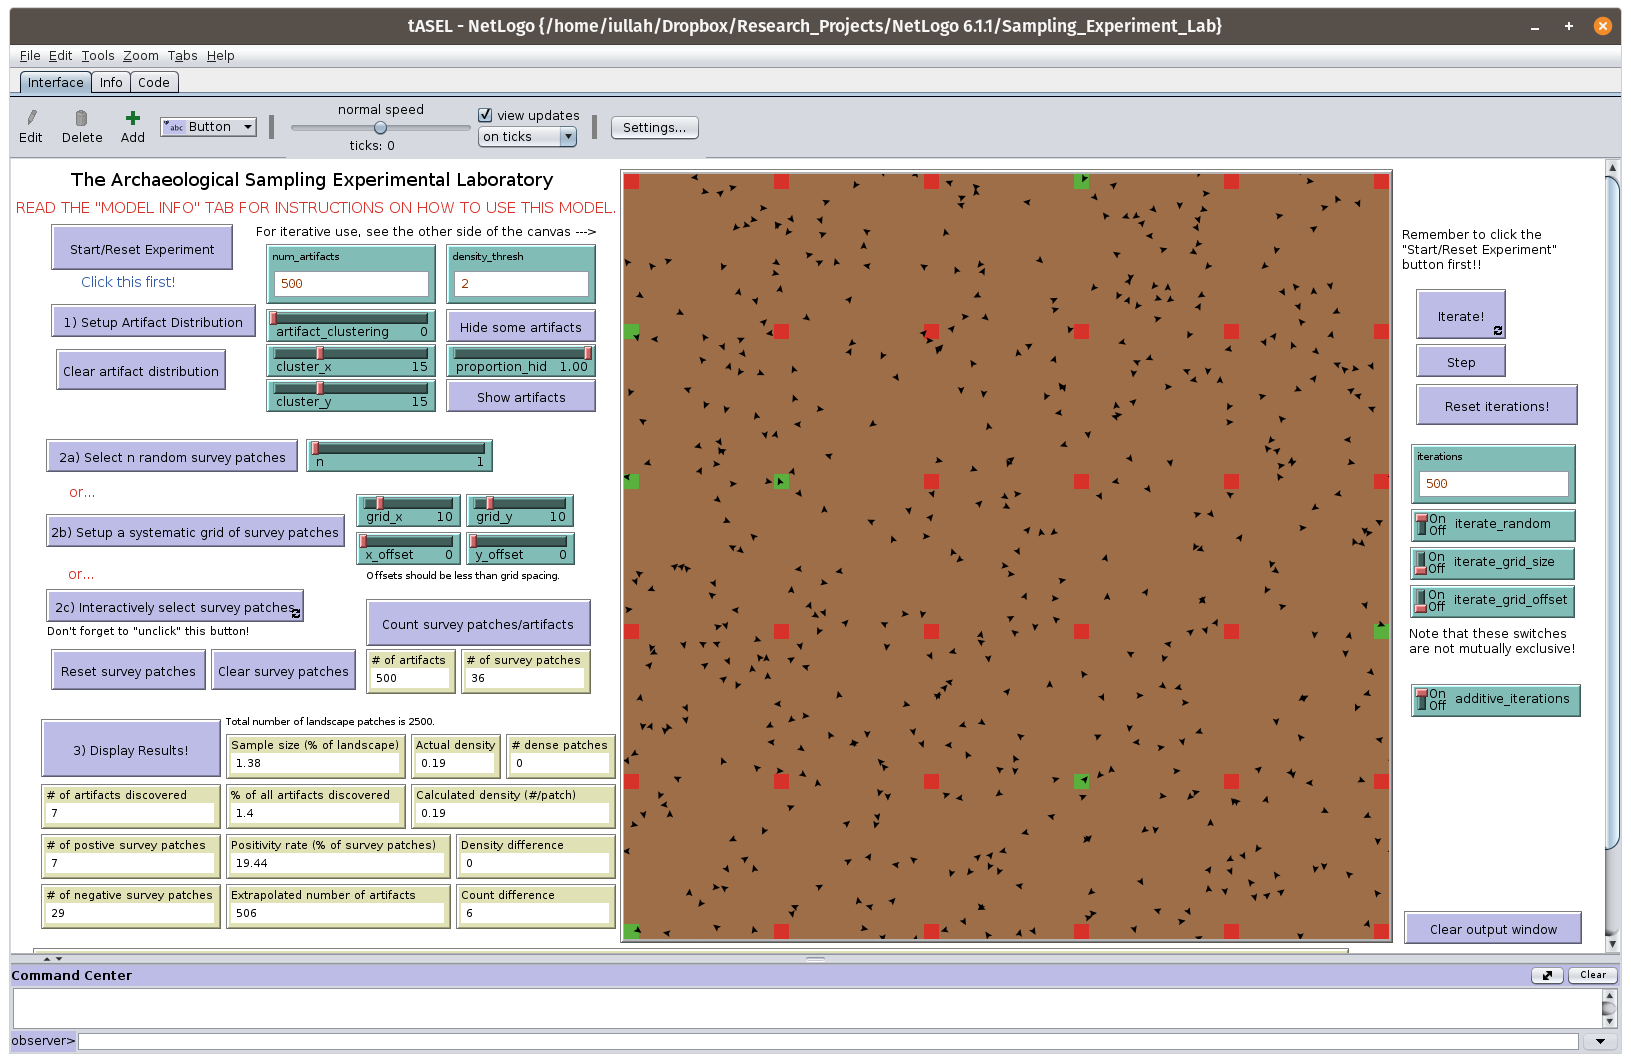 tASEL - NetLogo {/home/iullah/Dropbox/Research_Projects/NetLogo 6.1.1/Sampling_Experiment_Lab}
File Edit Tools Zoom Tabs Help
Interface Info Code
normal speed
view updates
Edit Delete Add abc Button
on ticks
Settings...
ticks: 0
The Archaeological Sampling Experimental Laboratory
READ THE "MODEL INFO" TAB FOR INSTRUCTIONS ON HOW TO USE THIS MODEL.
For iterative use, see the other side of the canvas --->
Start/Reset Experiment
Click this first!
num_artifacts
500
density_thresh
2
1) Setup Artifact Distribution
artifact_clustering 0
Hide some artifacts
Clear artifact distribution
cluster_x 15
proportion_hid 1.00
cluster_y 15
Show artifacts
2a) Select n random survey patches
n 1
or...
grid_x 10
grid_y 10
2b) Setup a systematic grid of survey patches
x_offset 0
y_offset 0
or...
Offsets should be less than grid spacing.
2c) Interactively select survey patches
Don't forget to "unclick" this button!
Count survey patches/artifacts
Reset survey patches
Clear survey patches
# of artifacts
500
# of survey patches
36
Total number of landscape patches is 2500.
3) Display Results!
Sample size (% of landscape)
1.38
Actual density
0.19
# dense patches
0
# of artifacts discovered
7
% of all artifacts discovered
1.4
Calculated density (#/patch)
0.19
# of postive survey patches
7
Positivity rate (% of survey patches)
19.44
Density difference
0
# of negative survey patches
29
Extrapolated number of artifacts
506
Count difference
6
Remember to click the
"Start/Reset Experiment"
button first!!
Iterate!
Step
Reset iterations!
iterations
500
On
Off iterate_random
On
Off iterate_grid_size
On
Off iterate_grid_offset
Note that these switches
are not mutually exclusive!
On
Off additive_iterations
Clear output window
Command Center
Clear
observer>